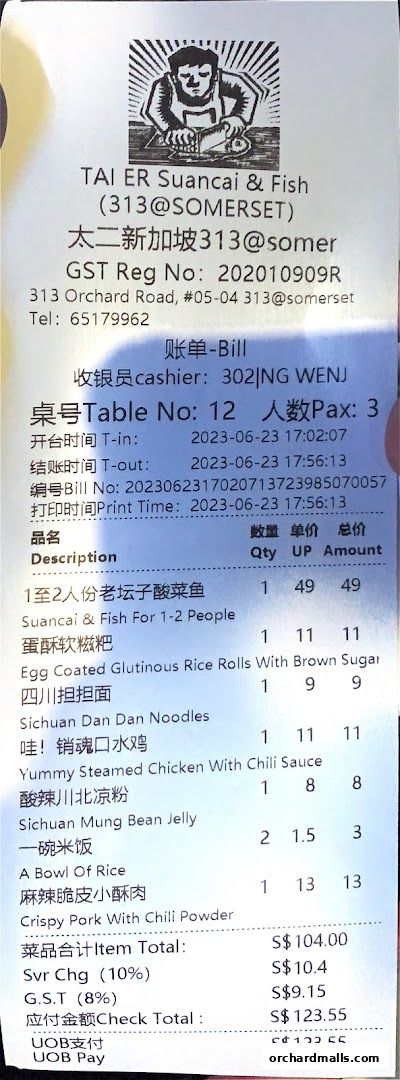 TAI ER Suancai & Fish
(313@SOMERSET)
太二新加坡313@somer
GST Reg No: 202010909R
313 Orchard Road, #05-04 313@somerset
Tel: 65179962
账单-Bill
收银员cashier: 302|NG WENJ
桌号Table No: 12 人数Pax: 3
开台时间 T-in: 2023-06-23 17:02:07
结账时间 T-out: 2023-06-23 17:56:13
编号Bill No: 2023062317020713723985070057
打印时间Print Time: 2023-06-23 17:56:13
品名 数量 单价 总价
Description Qty UP Amount
1至2人份老坛子酸菜鱼 1 49 49
Suancai & Fish For 1-2 People
蛋酥软糍粑 1 11 11
Egg Coated Glutinous Rice Rolls With Brown Sugar
四川担担面 1 9 9
Sichuan Dan Dan Noodles
哇！销魂口水鸡 1 11 11
Yummy Steamed Chicken With Chili Sauce
酸辣川北凉粉 1 8 8
Sichuan Mung Bean Jelly
一碗米饭 2 1.5 3
A Bowl Of Rice
麻辣脆皮小酥肉 1 13 13
Crispy Pork With Chili Powder
菜品合计Item Total: S$104.00
Svr Chg (10%) S$10.4
G.S.T (8%) S$9.15
应付金额Check Total : S$123.55
UOB支付
UOB Pay
orchardmalls.com